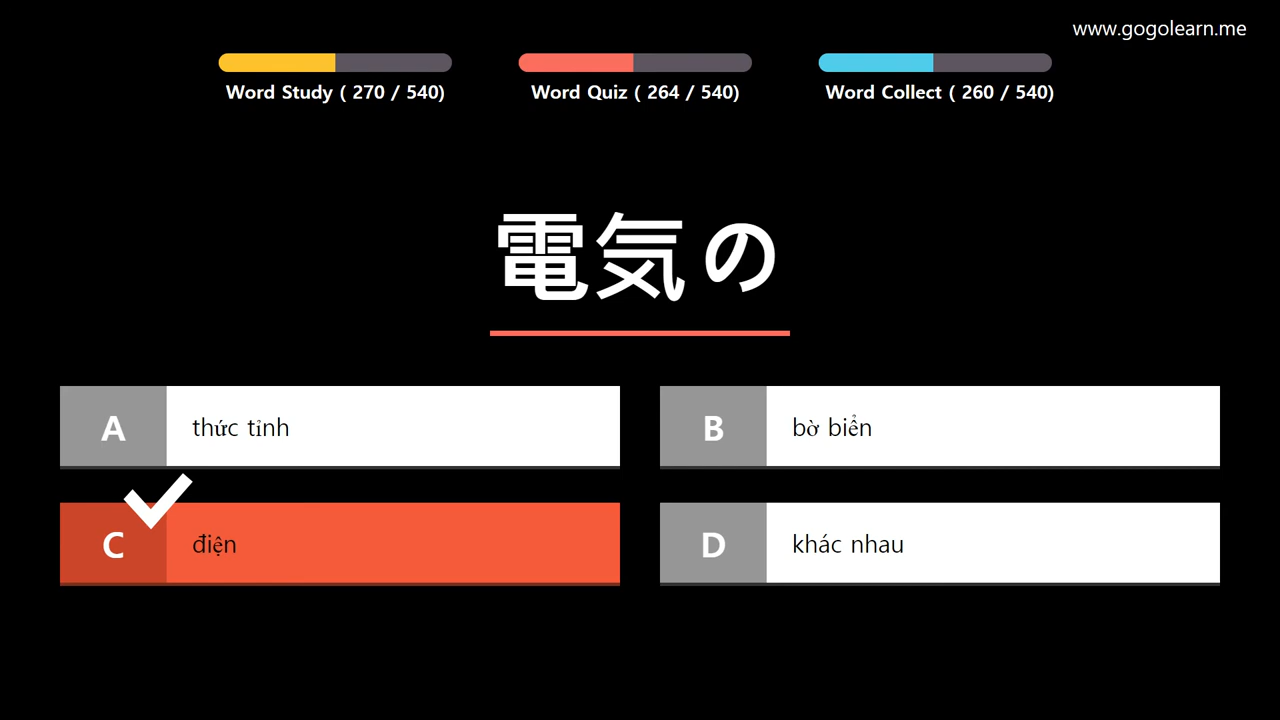 www.gogolearn.me
Word Study ( 270 / 540)
Word Quiz ( 264 / 540)
Word Collect ( 260 / 540)
電気の
A thức tỉnh
B bờ biển
C điện
D khác nhau